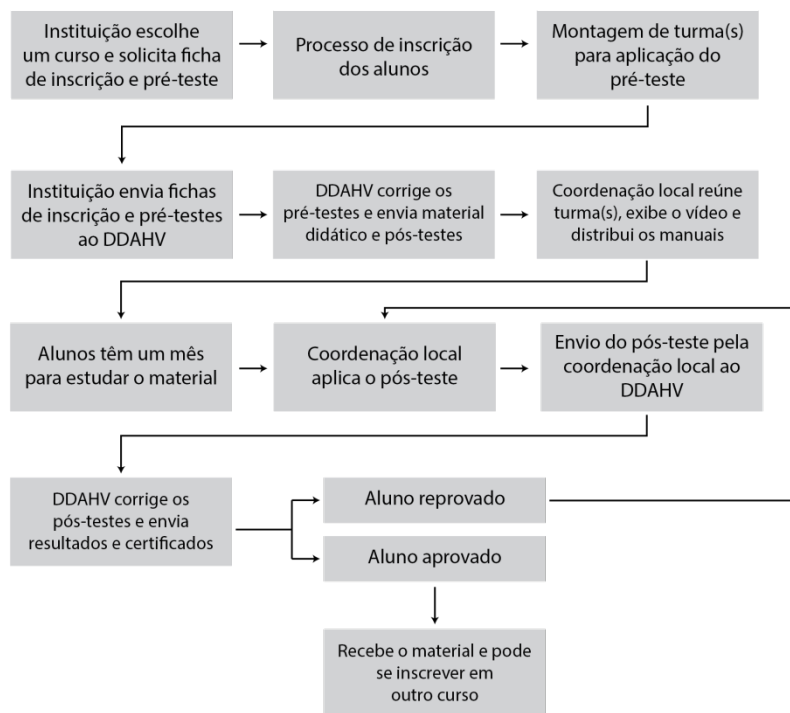 Instituição escolhe
um curso e solicita ficha
de inscrição e pré-teste
Processo de inscrição
dos alunos
Montagem de turma(s)
para aplicação do
pré-teste
Instituição envia fichas
de inscrição e pré-testes
ao DDAHV
DDAHV corrige os
pré-testes e envia material
didático e pós-testes
Coordenação local reúne
turma(s), exibe o vídeo e
distribui os manuais
Alunos têm um mês
para estudar o material
Coordenação local
aplica o pós-teste
Envio do pós-teste pela
coordenação local ao
DDAHV
DDAHV corrige os
pós-testes e envia
resultados e certificados
Aluno reprovado
Aluno aprovado
Recebe o material e pode
se inscrever em
outro curso